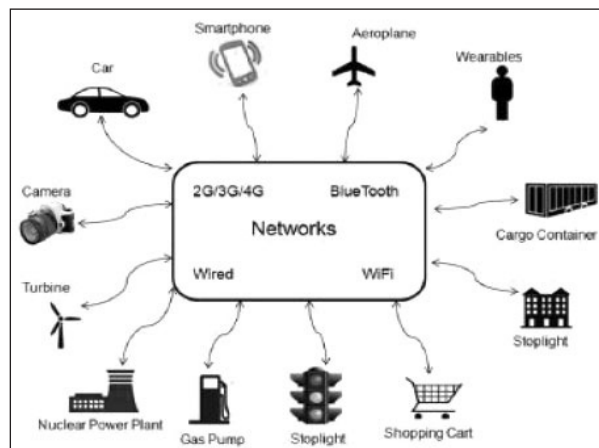 Smartphone
Aeroplane
Wearables
Car
2G/3G/4G
BlueTooth
Camera
Networks
Cargo Container
Wired
WiFi
Turbine
Stoplight
Nuclear Power Plant
Gas Pump
Stoplight
Shopping Cart